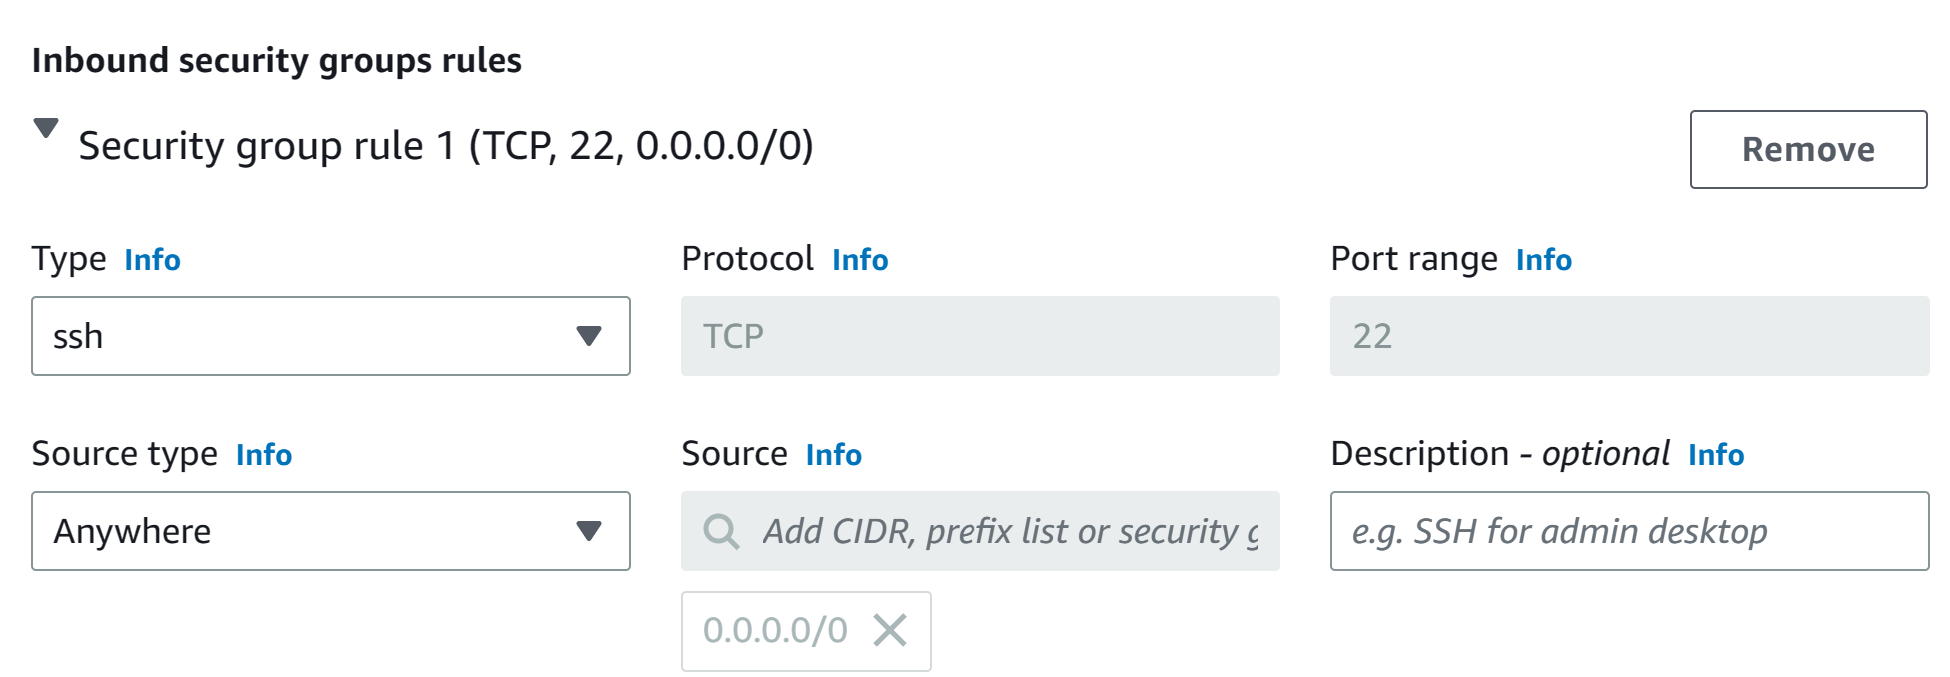 Inbound security groups rules
Security group rule 1 (TCP, 22, 0.0.0.0/0)
Remove
Type Info
Protocol Info
Port range Info
ssh
TCP
22
Source type Info
Source Info
Description - optional Info
Anywhere
Add CIDR, prefix list or security g
e.g. SSH for admin desktop
0.0.0.0/0